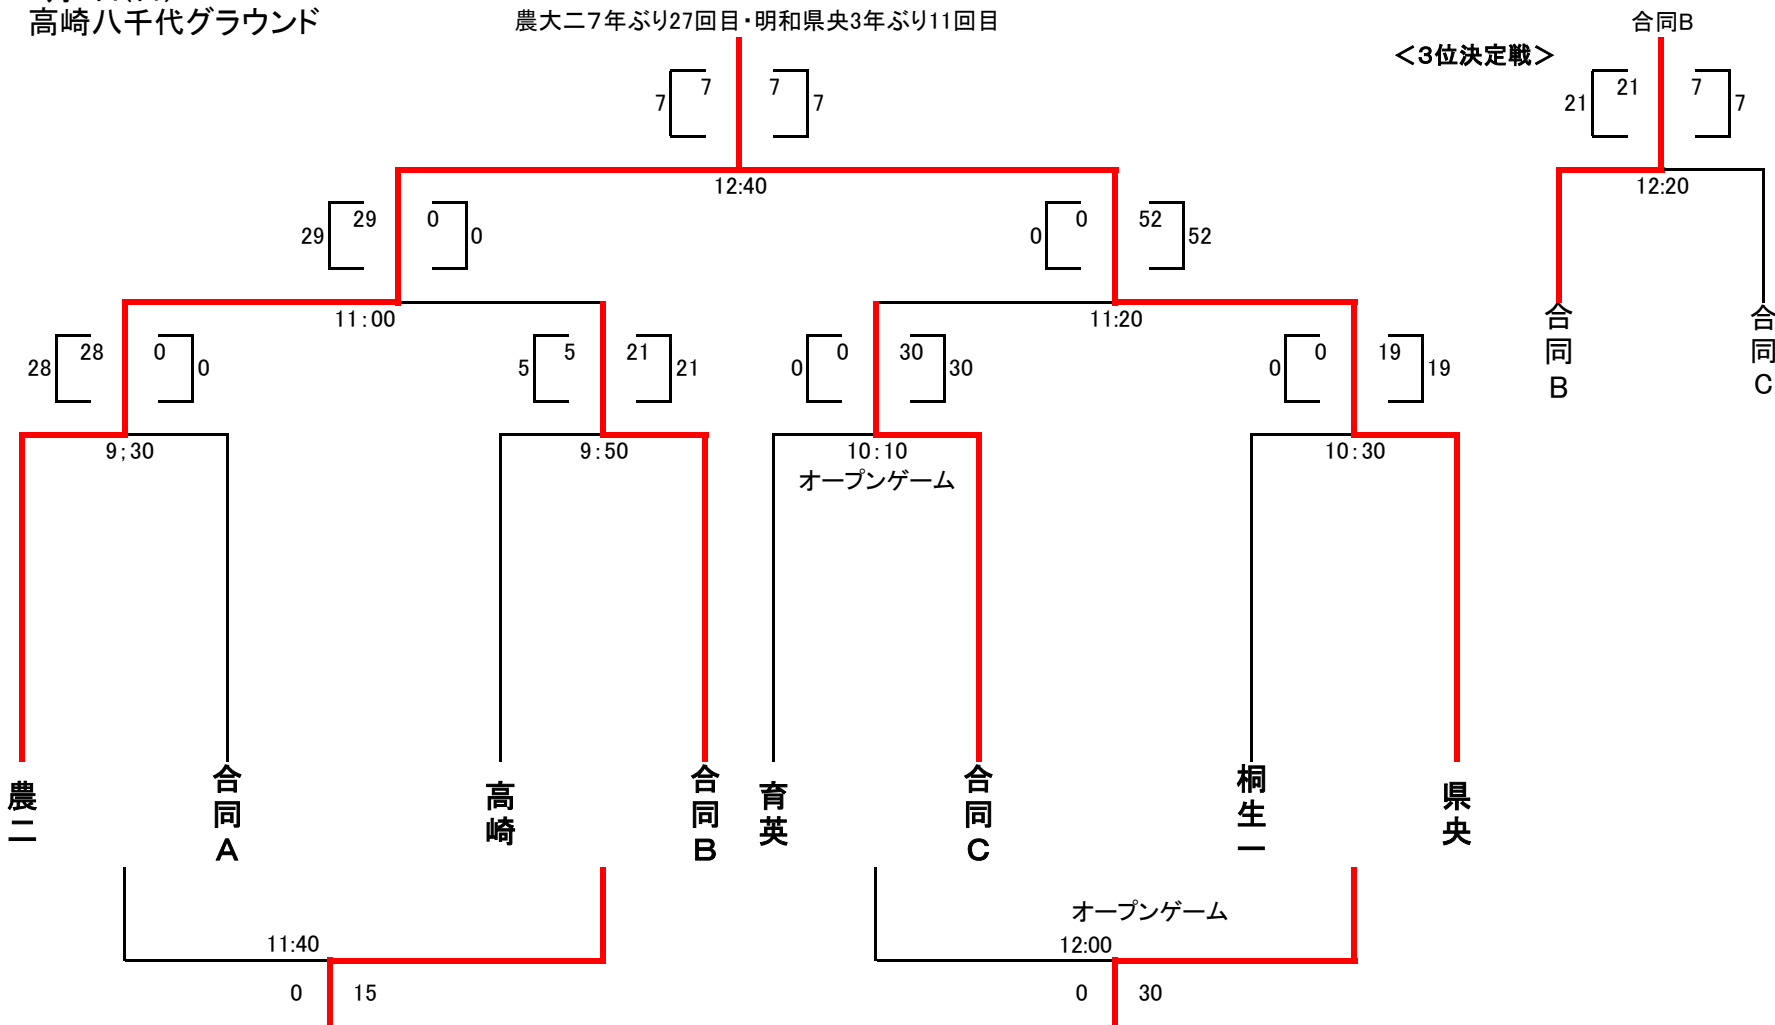 高崎八千代グラウンド
農大二7年ぶり27回目・明和県央3年ぶり11回目
合同B
＜3位決定戦＞
7 7 7 7
21 21 7 7
12:40
12:20
29 29 0 0
0 0 52 52
11:00
11:20
合同B
合同C
28 28 0 0
5 5 21 21
0 0 30 30
0 0 19 19
9;30
9:50
10:10
10:30
オープンゲーム
農二
合同A
高崎
合同B
育英
合同C
桐生一
県央
オープンゲーム
11:40
12:00
0 15
0 30